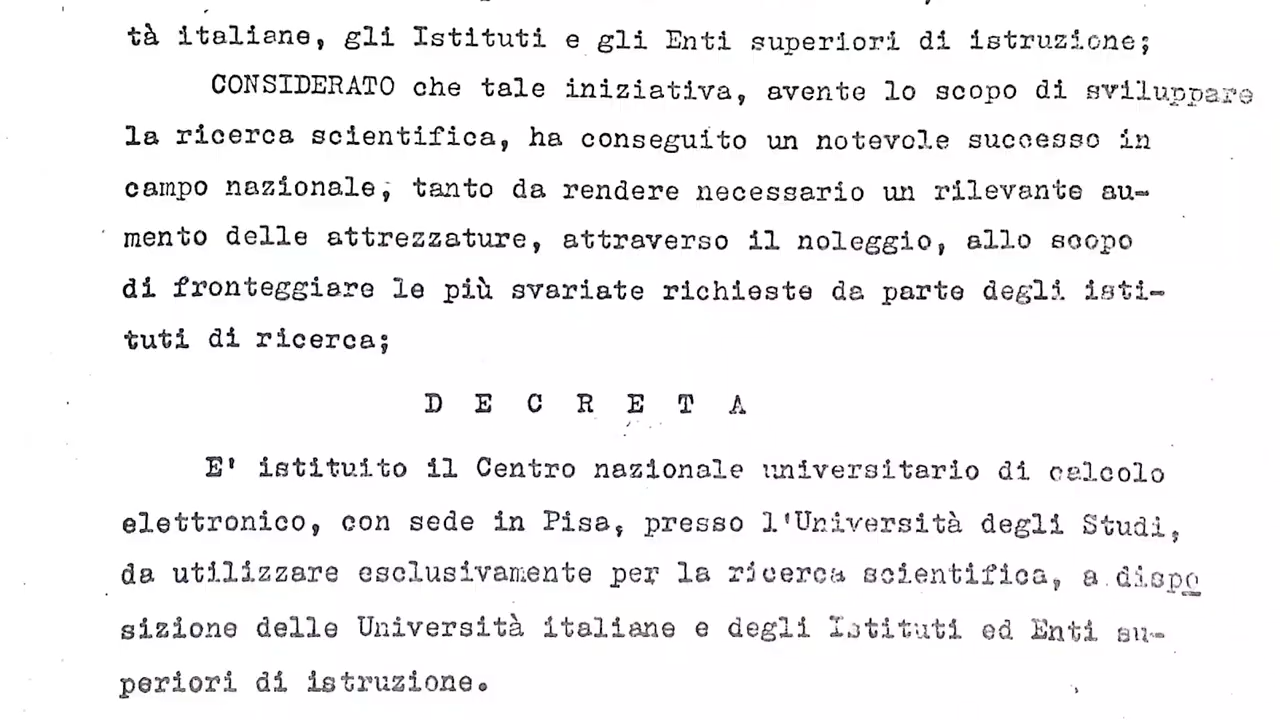 tà italiane, gli Istituti e gli Enti superiori di istruzione;
CONSIDERATO che tale iniziativa, avente lo scopo di sviluppare
la ricerca scientifica, ha conseguito un notevole successo in
campo nazionale, tanto da rendere necessario un rilevante au-
mento delle attrezzature, attraverso il noleggio, allo scopo
di fronteggiare le più svariate richieste da parte degli isti-
tuti di ricerca;
D E C R E T A
E' istituito il Centro nazionale universitario di calcolo
elettronico, con sede in Pisa, presso l'Università degli Studi,
da utilizzare esclusivamente per la ricerca scientifica, a dispo
sizione delle Università italiane e degli Istituti ed Enti su-
periori di istruzione.